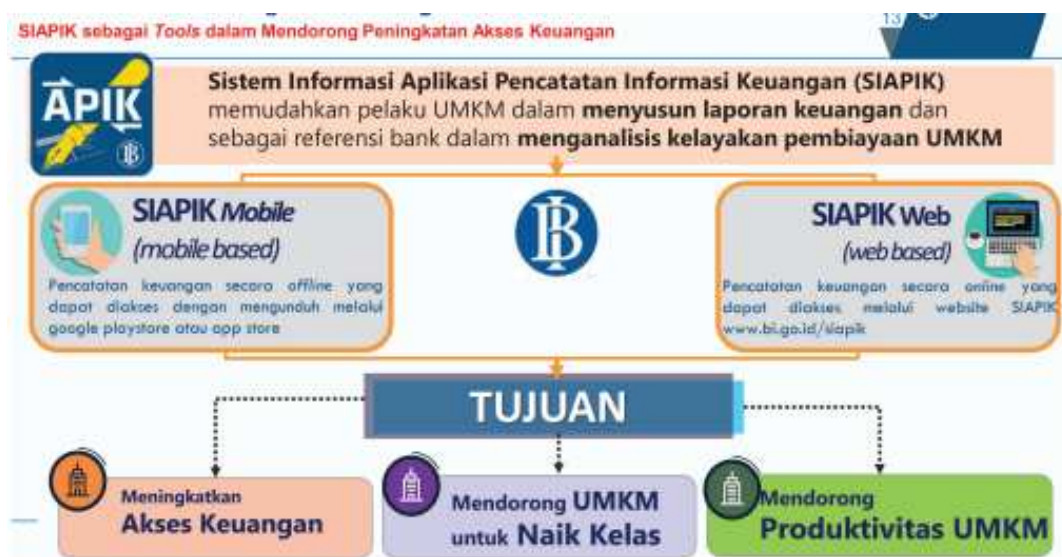 SIAPIK sebagai Tools dalam Mendorong Peningkatan Akses Keuangan
13
APIK
Sistem Informasi Aplikasi Pencatatan Informasi Keuangan (SIAPIK)
memudahkan pelaku UMKM dalam menyusun laporan keuangan dan
sebagai referensi bank dalam menganalisis kelayakan pembiayaan UMKM
SIAPIK Mobile
(mobile based)
Pencatatan keuangan secara offline yang
dapat diakses dengan mengunduh melalui
google playstore atau app store
SIAPIK Web
(web based)
Pencatatan keuangan secara online yang
dapat diakses melalui website SIAPIK
www.bi.go.id/siapik
TUJUAN
Meningkatkan
Akses Keuangan
Mendorong UMKM
untuk Naik Kelas
Mendorong
Produktivitas UMKM